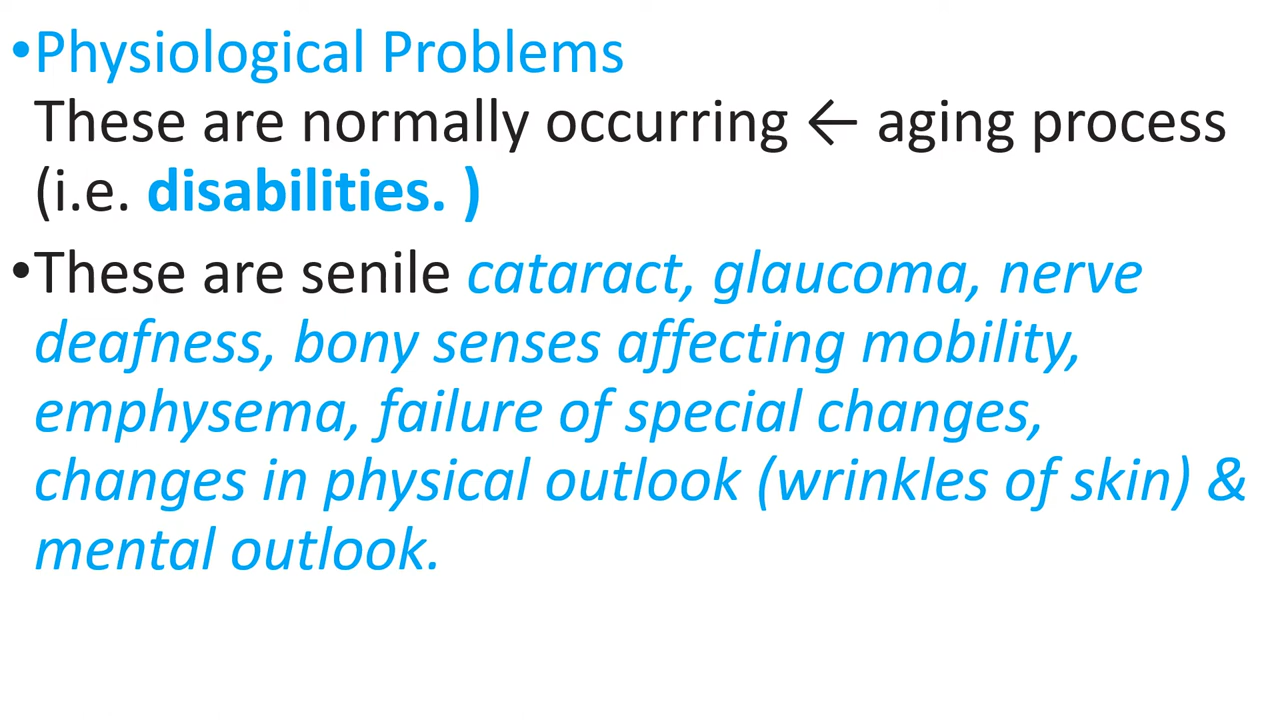 •Physiological Problems
These are normally occurring ← aging process
(i.e. disabilities. )
•These are senile cataract, glaucoma, nerve
deafness, bony senses affecting mobility,
emphysema, failure of special changes,
changes in physical outlook (wrinkles of skin) &
mental outlook.